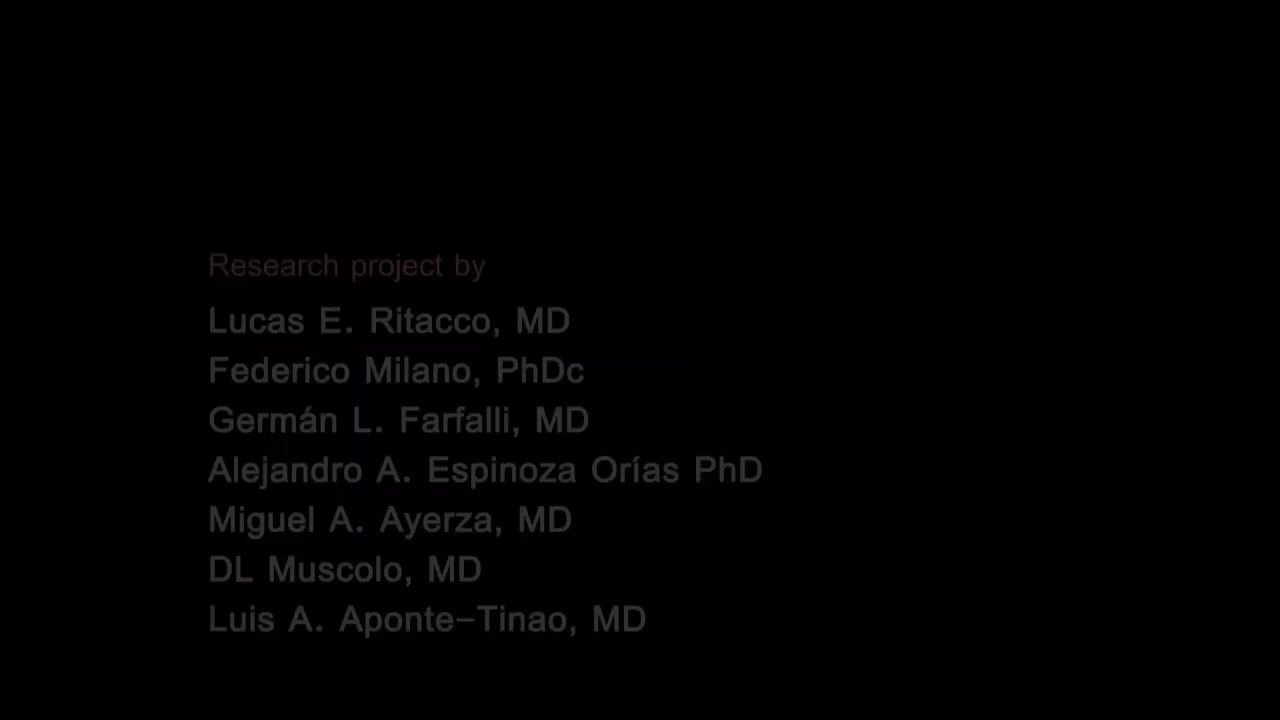 Research project by
Lucas E. Ritacco, MD
Federico Milano, PhDc
Germán L. Farfalli, MD
Alejandro A. Espinoza Orías PhD
Miguel A. Ayerza, MD
DL Muscolo, MD
Luis A. Aponte-Tinao, MD